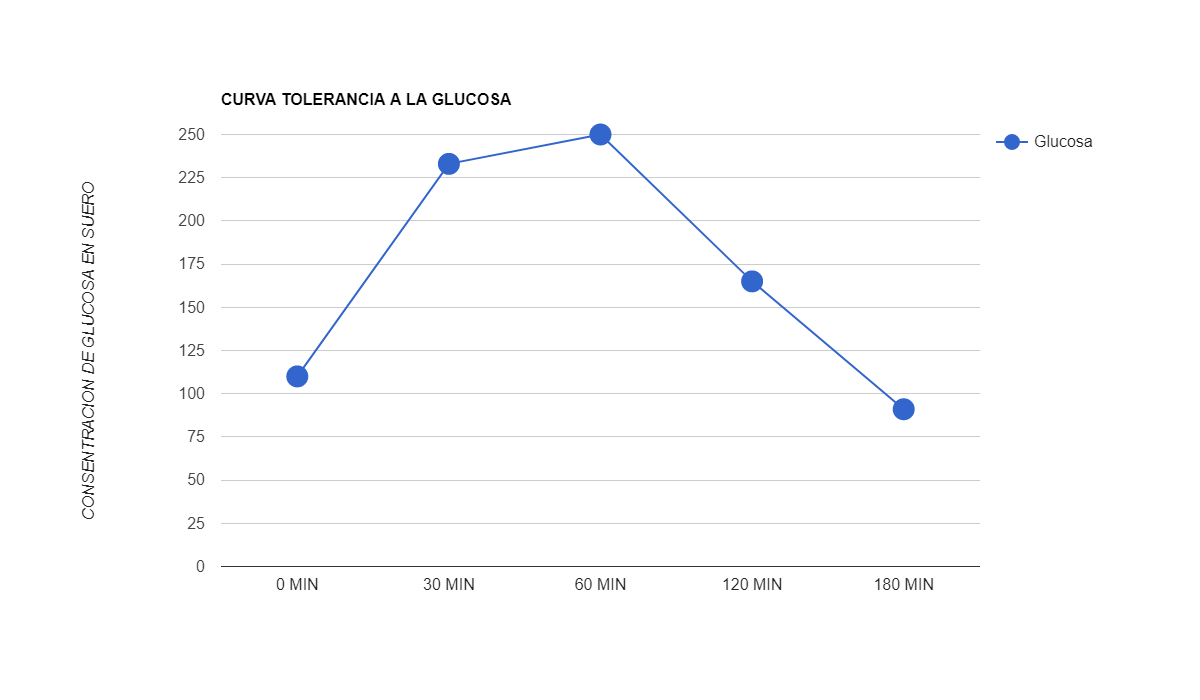 CURVA TOLERANCIA A LA GLUCOSA
CONSENTRACION DE GLUCOSA EN SUERO
250
225
200
175
150
125
100
75
50
25
0
0 MIN
30 MIN
60 MIN
120 MIN
180 MIN
Glucosa